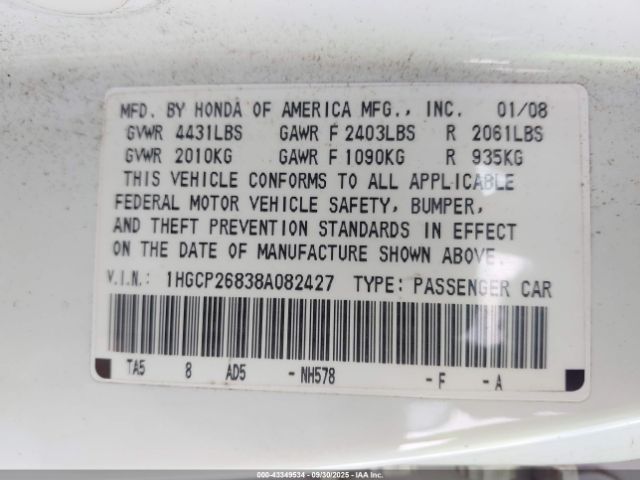 MFD. BY HONDA OF AMERICA MFG., INC. 01/08
GVWR 4431LBS GAWR F 2403LBS R 2061LBS
GVWR 2010KG GAWR F 1090KG R 935KG
THIS VEHICLE CONFORMS TO ALL APPLICABLE
FEDERAL MOTOR VEHICLE SAFETY, BUMPER,
AND THEFT PREVENTION STANDARDS IN EFFECT
ON THE DATE OF MANUFACTURE SHOWN ABOVE.
V.I.N.: 1HGCP26838A082427 TYPE: PASSENGER CAR
TA5 8 AD5 -NH578 -F -A
000-43349534 - 09/30/2025 - IAAI.COM